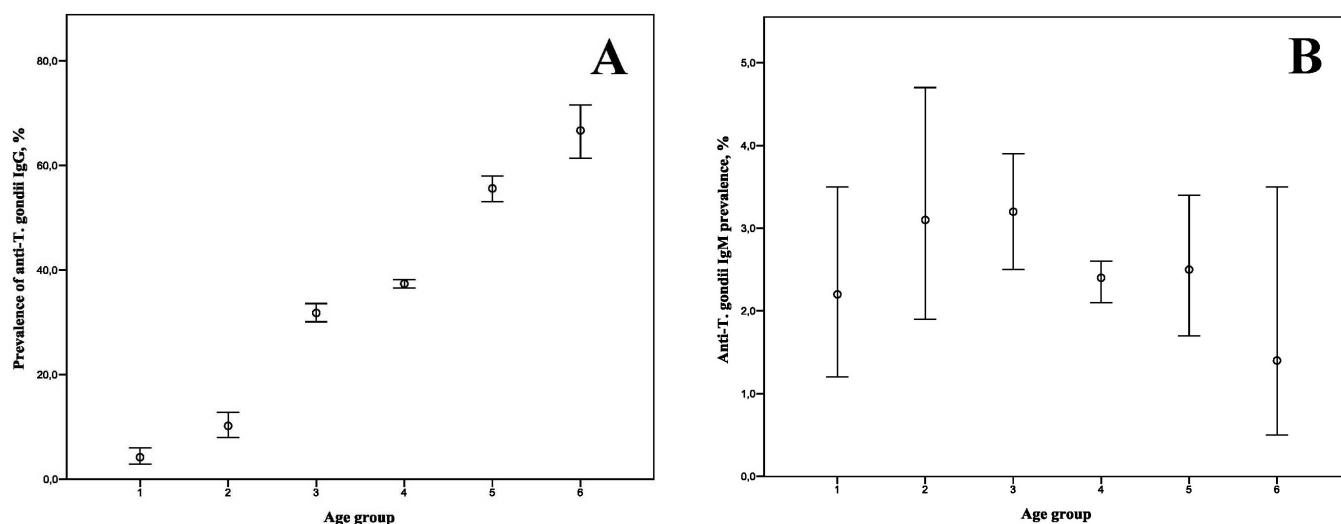 A
Prevalence of anti-T. gondii IgG, %
80,0
60,0
40,0
20,0
0,0
1 2 3 4 5 6
Age group
B
Anti-T. gondii IgM prevalence, %
5,0
4,0
3,0
2,0
1,0
0,0
1 2 3 4 5 6
Age group